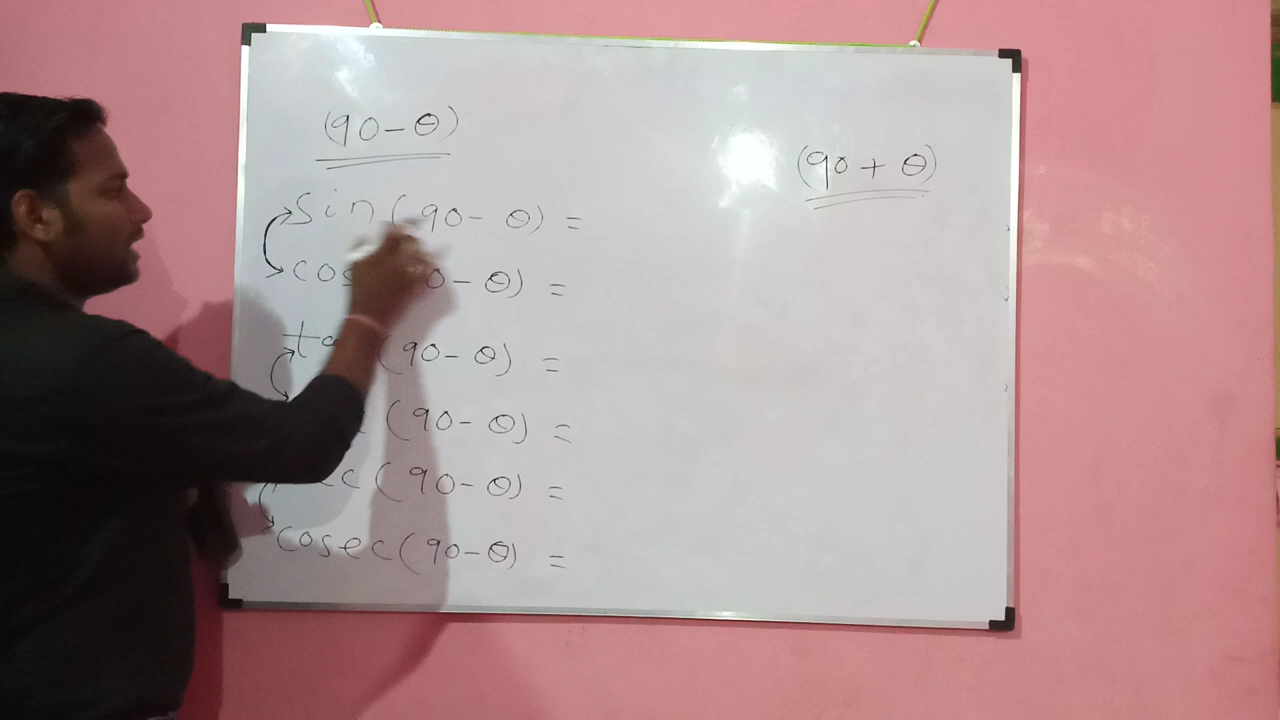 (90-θ)
(90+θ)
sin(90-θ)=
cos 0-θ)=
(90-θ)=
(90-θ)=
(90-θ)=
cosec(90-θ)=